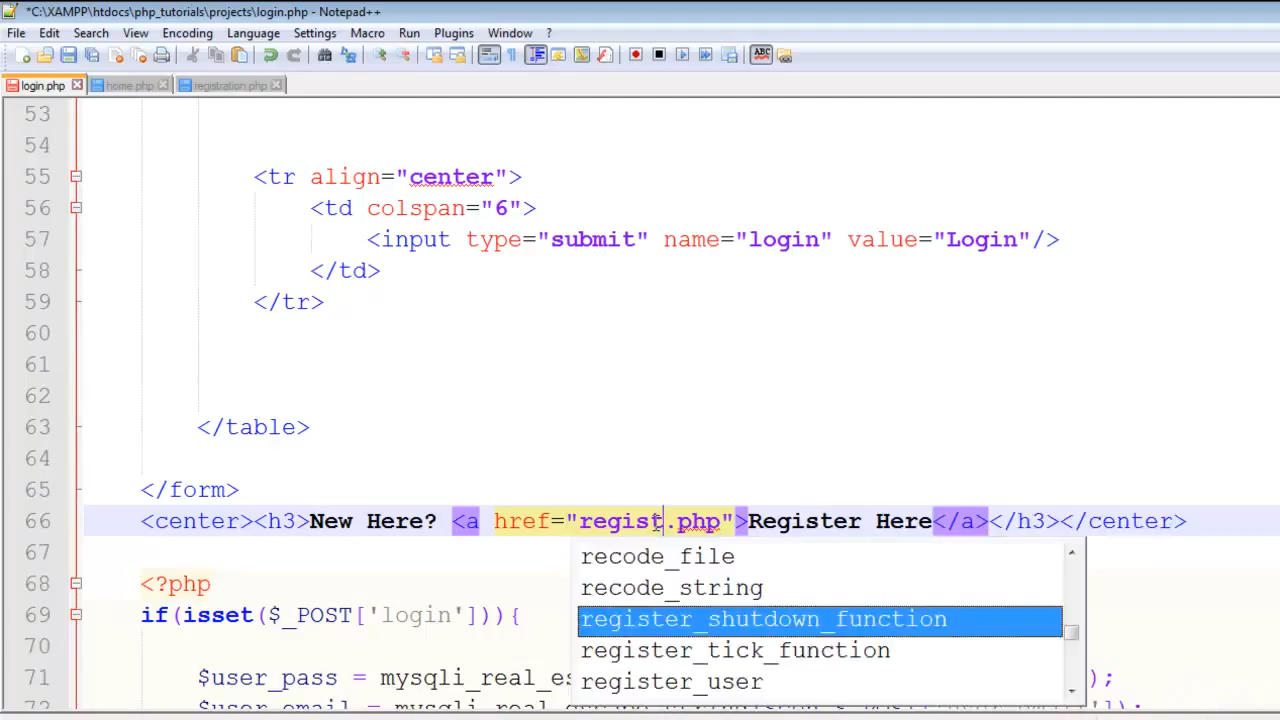 *C:\XAMPP\htdocs\php_tutorials\projects\login.php - Notepad++
File Edit Search View Encoding Language Settings Macro Run Plugins Window ?
login.php home.php registration.php
53
54
55 <tr align="center">
56 <td colspan="6">
57 <input type="submit" name="login" value="Login"/>
58 </td>
59 </tr>
60
61
62
63 </table>
64
65 </form>
66 <center><h3>New Here? <a href="regist.php">Register Here</a></h3></center>
67
recode_file
68 <?php
recode_string
69 if(isset($_POST['login'])){
register_shutdown_function
70
register_tick_function
71 $user_pass = mysqli_real_es );
register_user
72